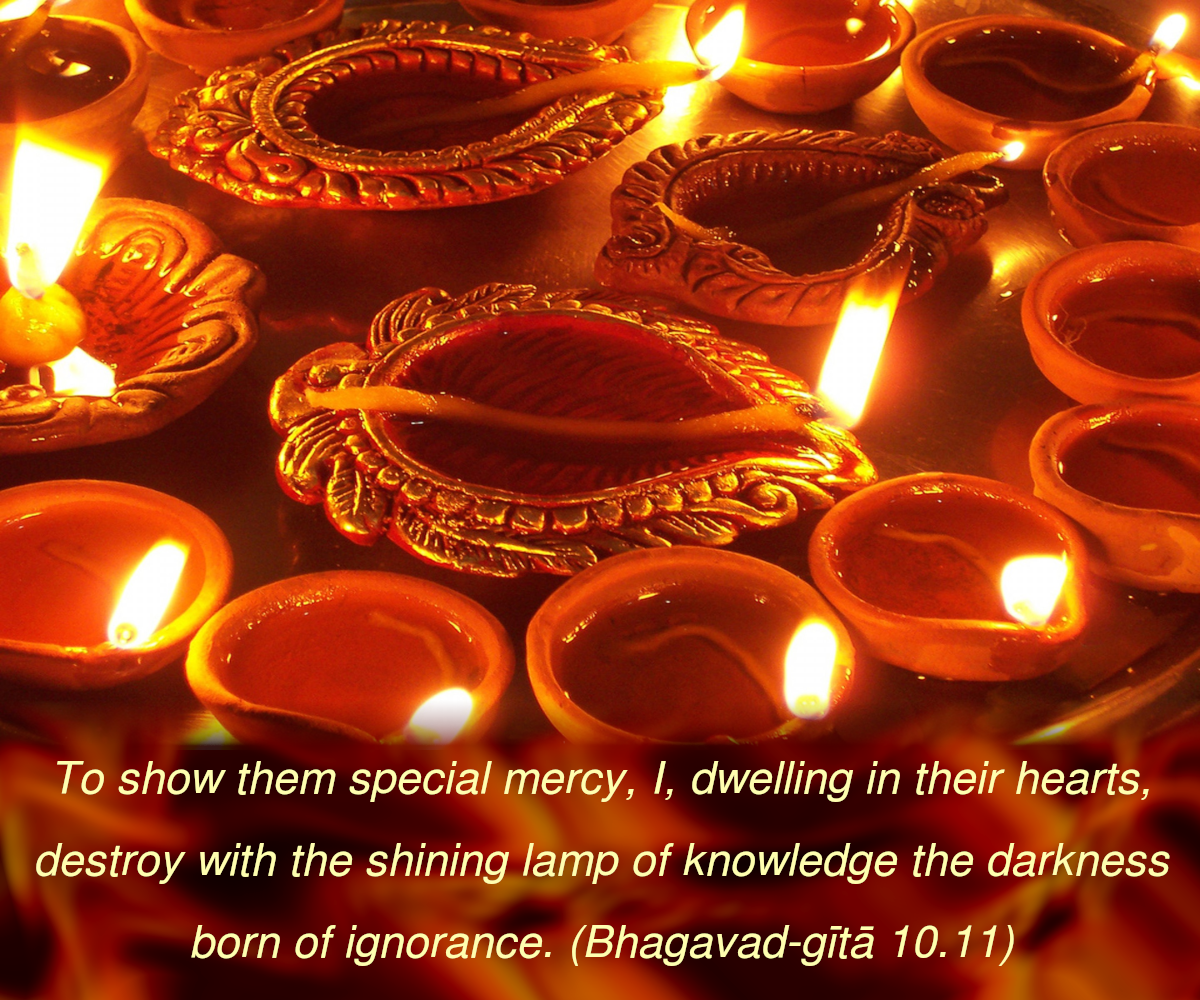 To show them special mercy, I, dwelling in their hearts,
destroy with the shining lamp of knowledge the darkness
born of ignorance. (Bhagavad-gītā 10.11)